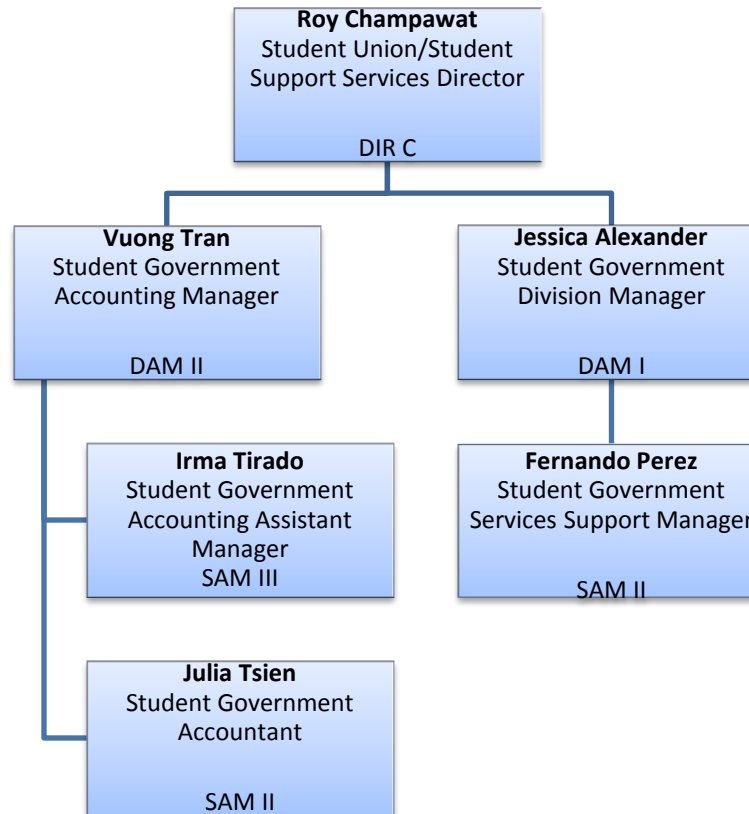 Roy Champawat
Student Union/Student
Support Services Director
DIR C
Vuong Tran
Student Government
Accounting Manager
DAM II
Jessica Alexander
Student Government
Division Manager
DAM I
Irma Tirado
Student Government
Accounting Assistant
Manager
SAM III
Fernando Perez
Student Government
Services Support Manager
SAM II
Julia Tsien
Student Government
Accountant
SAM II